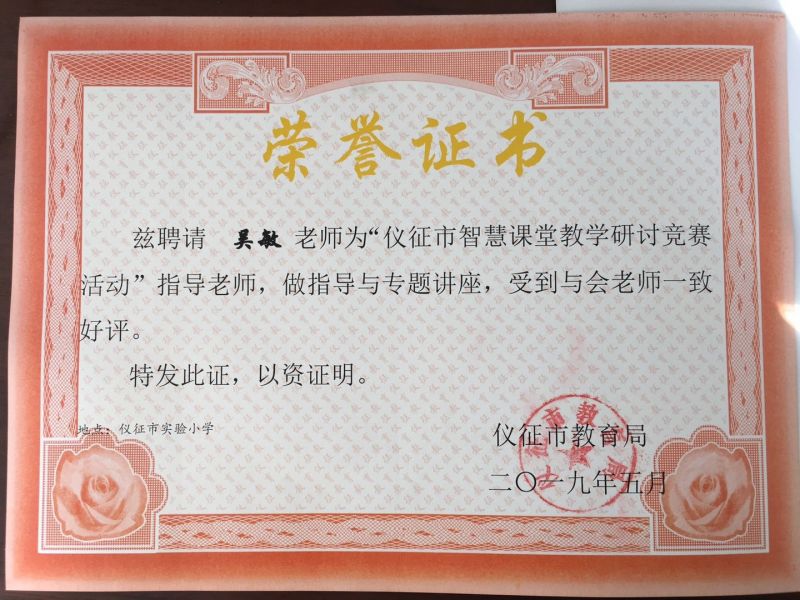 荣誉证书
兹聘请 吴敏 老师为“仪征市智慧课堂教学研讨竞赛
活动”指导老师，做指导与专题讲座，受到与会老师一致
好评。
特发此证，以资证明。
地点：仪征市实验小学
仪征市教育局
二〇一九年五月